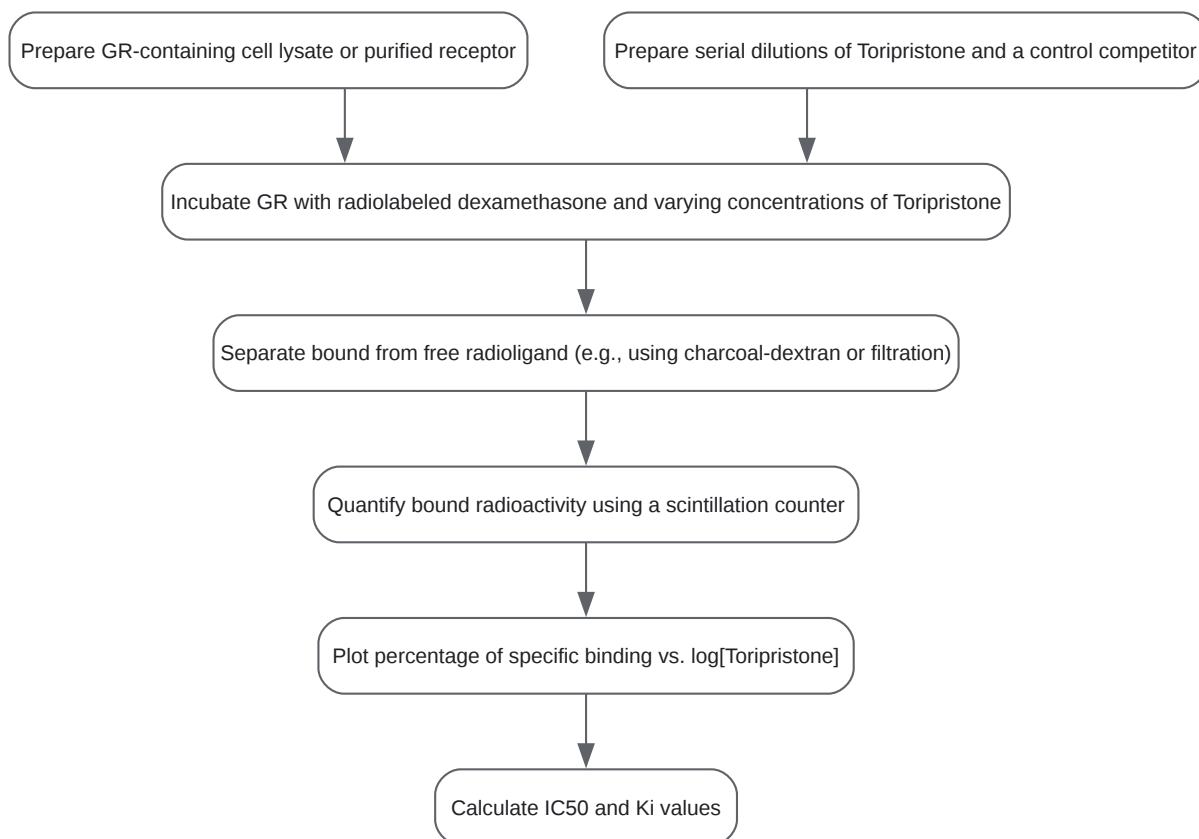 Prepare GR-containing cell lysate or purified receptor
Prepare serial dilutions of Toripristone and a control competitor
Incubate GR with radiolabeled dexamethasone and varying concentrations of Toripristone
Separate bound from free radioligand (e.g., using charcoal-dextran or filtration)
Quantify bound radioactivity using a scintillation counter
Plot percentage of specific binding vs. log[Toripristone]
Calculate IC50 and Ki values